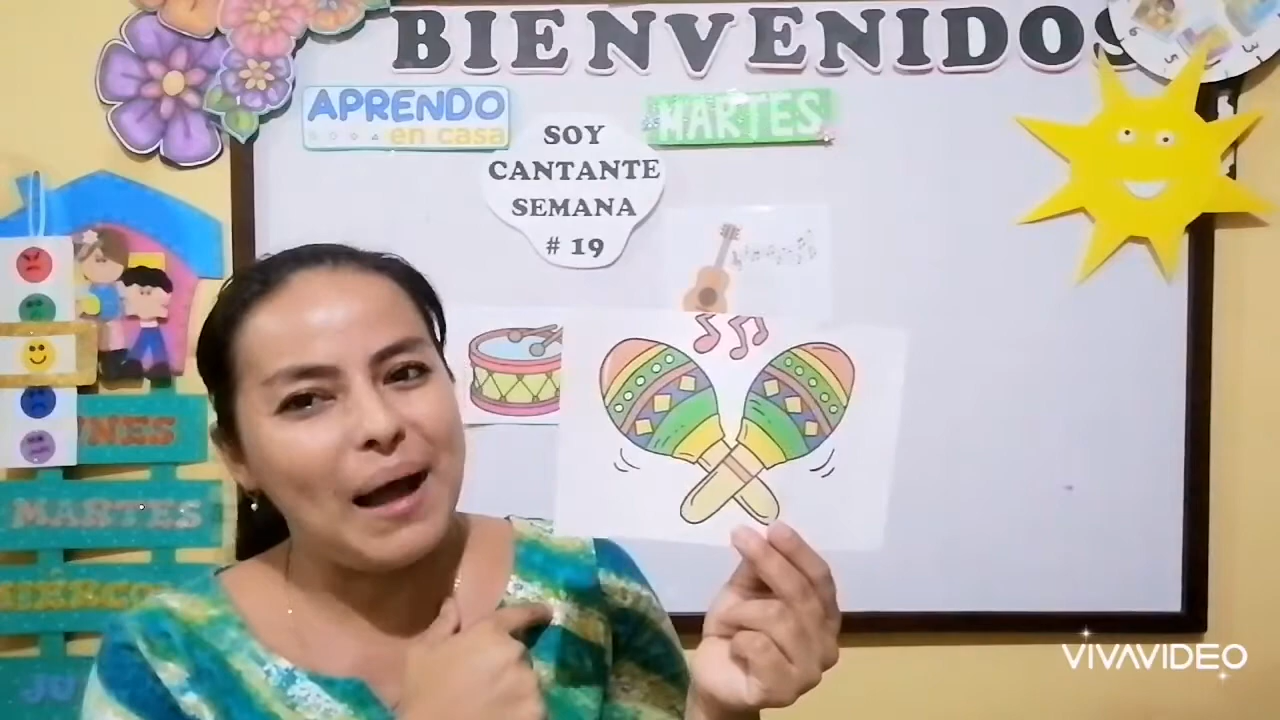 BIENVENIDOS
APRENDO
en casa
MARTES
SOY
CANTANTE
SEMANA
# 19
MARTES
VIVAVIDEO